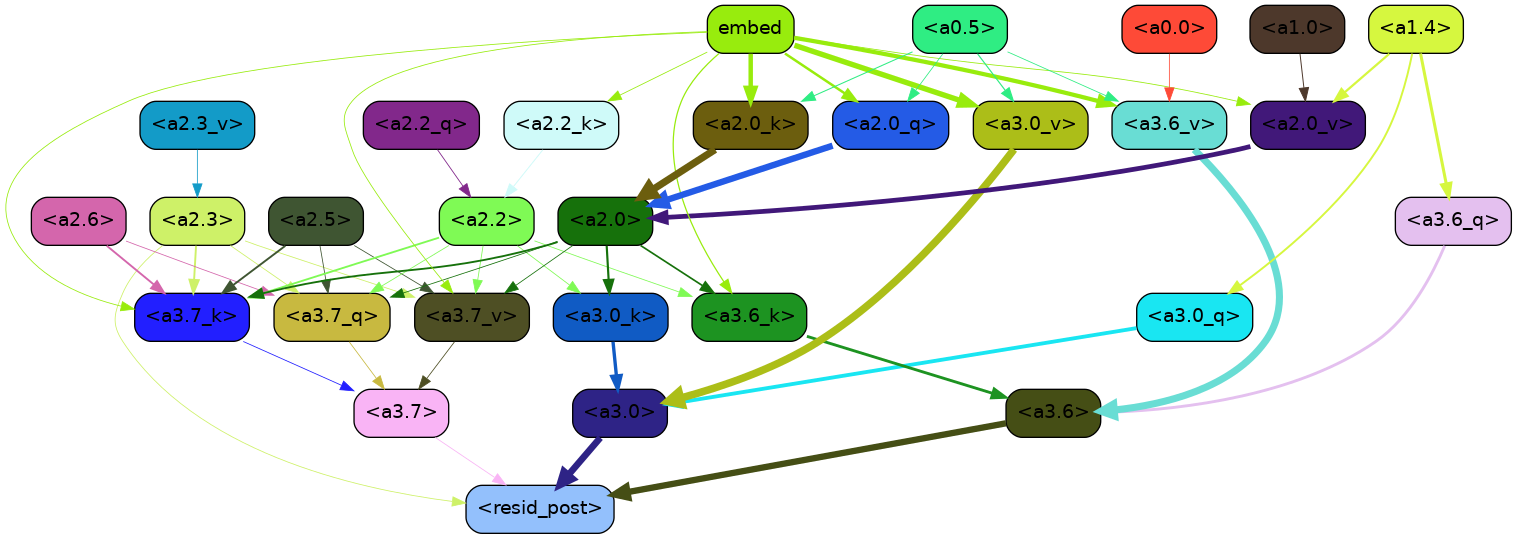 embed <a0.5> <a0.0> <a1.0> <a1.4>
<a2.3_v> <a2.2_q> <a2.2_k> <a2.0_k> <a2.0_q> <a3.0_v> <a3.6_v> <a2.0_v>
<a2.6> <a2.3> <a2.5> <a2.2> <a2.0> <a3.6_q>
<a3.7_k> <a3.7_q> <a3.7_v> <a3.0_k> <a3.6_k> <a3.0_q>
<a3.7> <a3.0> <a3.6>
<resid_post>